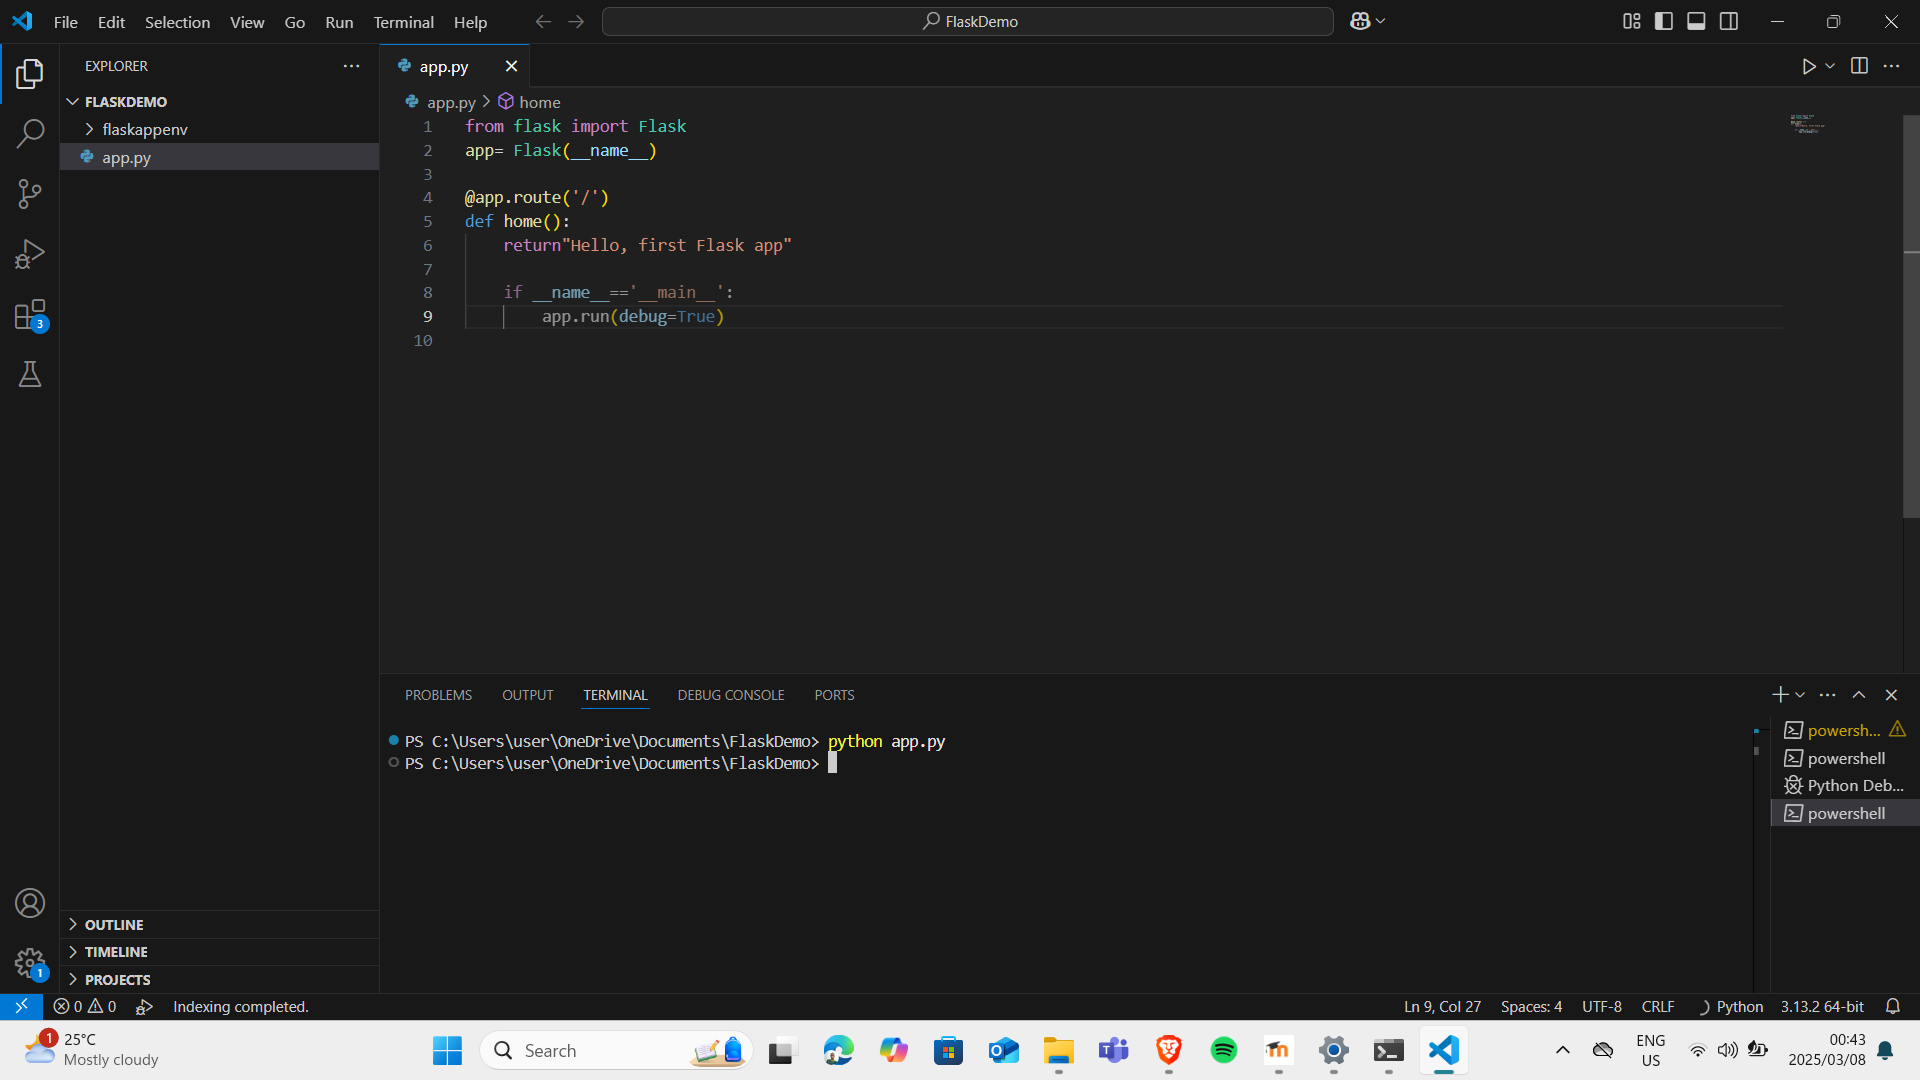 File Edit Selection View Go Run Terminal Help
FlaskDemo
EXPLORER
FLASKDEMO
flaskappenv
app.py
3
1
OUTLINE
TIMELINE
PROJECTS
app.py
app.py > home
1 from flask import Flask
2 app= Flask(__name__)
3
4 @app.route('/')
5 def home():
6 return"Hello, first Flask app"
7
8 if __name__=='__main__':
9 app.run(debug=True)
10
PROBLEMS OUTPUT TERMINAL DEBUG CONSOLE PORTS
PS C:\Users\user\OneDrive\Documents\FlaskDemo> python app.py
PS C:\Users\user\OneDrive\Documents\FlaskDemo>
powersh...
powershell
Python Deb...
powershell
0 0 Indexing completed.
Ln 9, Col 27 Spaces: 4 UTF-8 CRLF Python 3.13.2 64-bit
1
25°C
Mostly cloudy
Search
ENG
US
00:43
2025/03/08